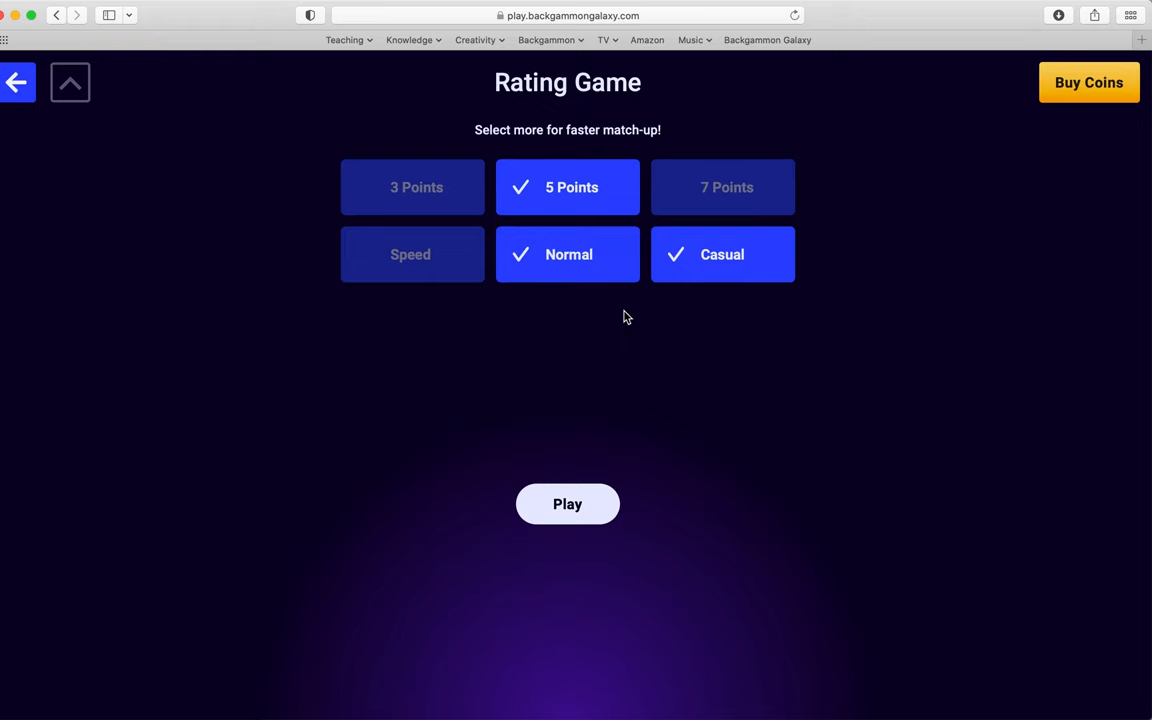 play.backgammongalaxy.com
Teaching Knowledge Creativity Backgammon TV Amazon Music Backgammon Galaxy
Rating Game
Buy Coins
Select more for faster match-up!
3 Points 5 Points 7 Points
Speed Normal Casual
Play